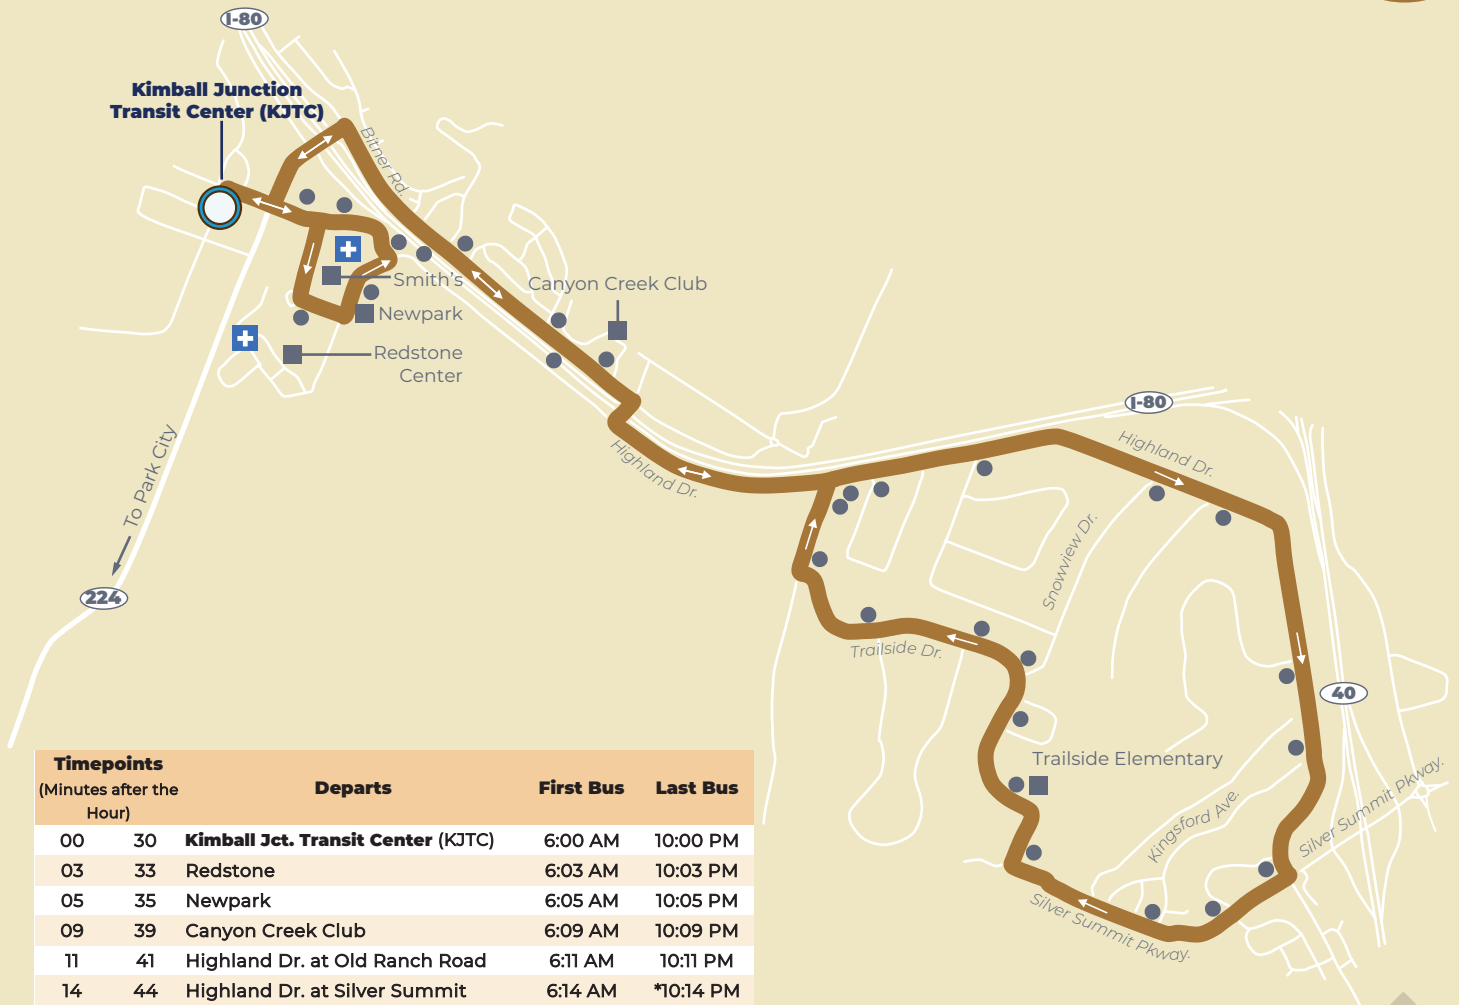 I-80
Kimball Junction
Transit Center (KJTC)
Bitner Rd.
Smith's
Canyon Creek Club
Newpark
Redstone
Center
I-80
Highland Dr.
Highland Dr.
To Park City
Snowview Dr.
224
Trailside Dr.
40
Trailside Elementary
Silver Summit Pkway.
Kingsford Ave.
Silver Summit Pkway.
Timepoints
(Minutes after the
Hour)
Departs
First Bus
Last Bus
00 30 Kimball Jct. Transit Center (KJTC) 6:00 AM 10:00 PM
03 33 Redstone 6:03 AM 10:03 PM
05 35 Newpark 6:05 AM 10:05 PM
09 39 Canyon Creek Club 6:09 AM 10:09 PM
11 41 Highland Dr. at Old Ranch Road 6:11 AM 10:11 PM
14 44 Highland Dr. at Silver Summit 6:14 AM *10:14 PM